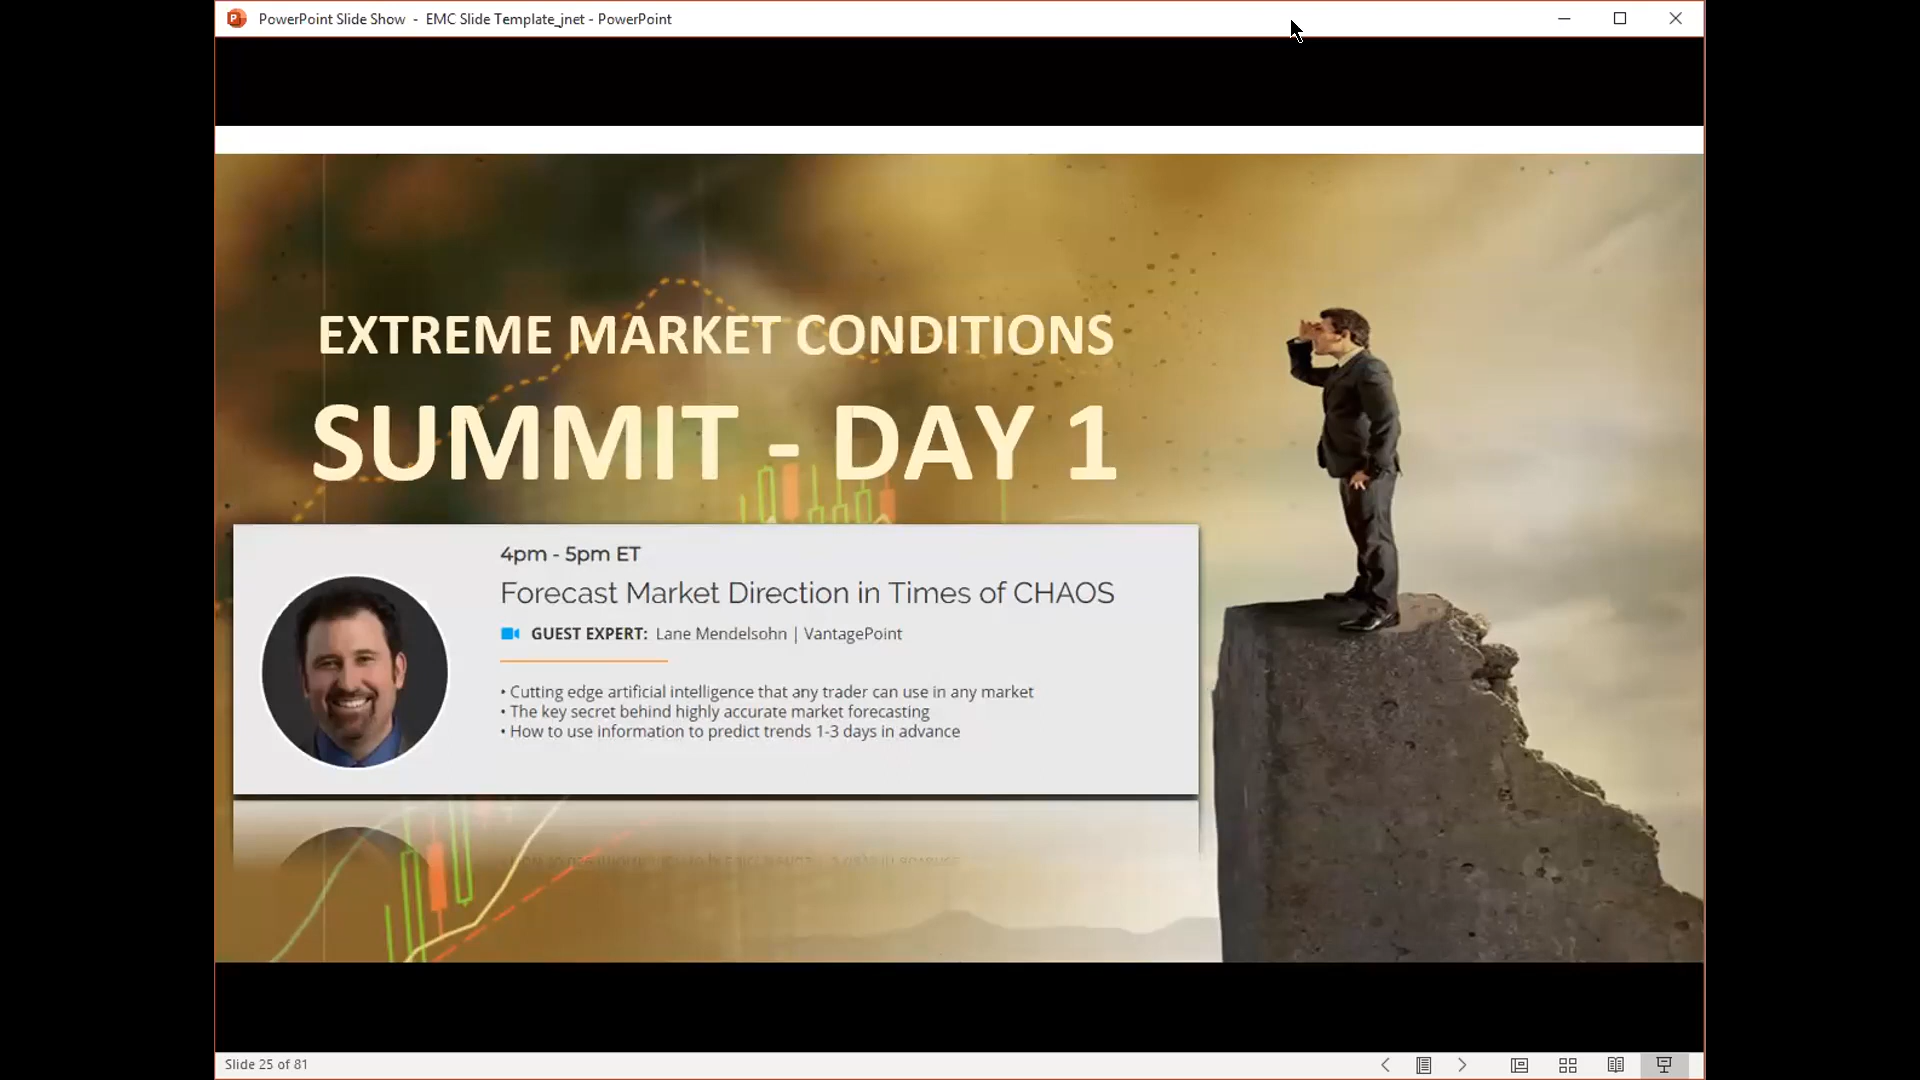 PowerPoint Slide Show - EMC Slide Template_jnet - PowerPoint
EXTREME MARKET CONDITIONS
SUMMIT - DAY 1
4pm - 5pm ET
Forecast Market Direction in Times of CHAOS
GUEST EXPERT: Lane Mendelsohn | VantagePoint
• Cutting edge artificial intelligence that any trader can use in any market
• The key secret behind highly accurate market forecasting
• How to use information to predict trends 1-3 days in advance
Slide 25 of 81